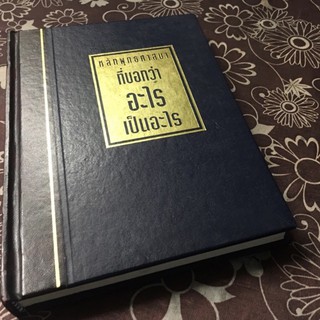 หลักพุทธศาสนา
ที่บอกว่า
อะไร
เป็นอะไร